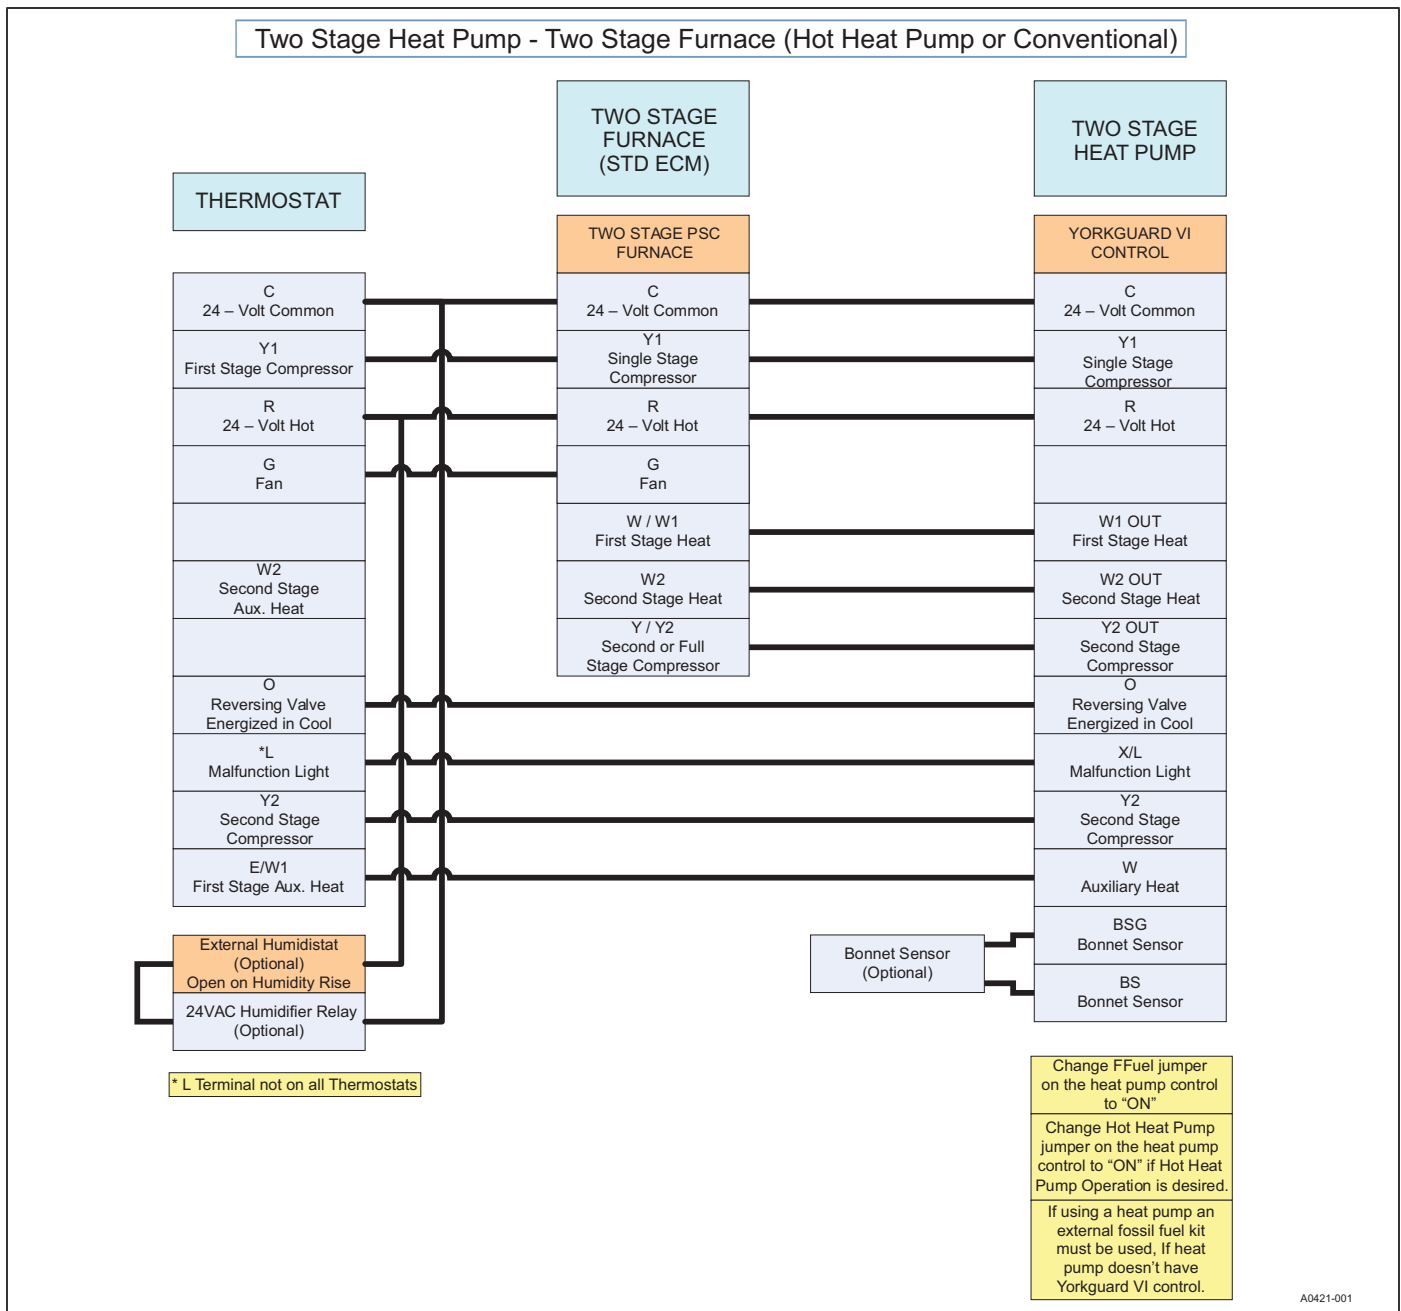 Two Stage Heat Pump - Two Stage Furnace (Hot Heat Pump or Conventional)
THERMOSTAT
C
24 – Volt Common
Y1
First Stage Compressor
R
24 – Volt Hot
G
Fan
W2
Second Stage
Aux. Heat
O
Reversing Valve
Energized in Cool
*L
Malfunction Light
Y2
Second Stage
Compressor
E/W1
First Stage Aux. Heat
External Humidistat
(Optional)
Open on Humidity Rise
24VAC Humidifier Relay
(Optional)
* L Terminal not on all Thermostats
TWO STAGE
FURNACE
(STD ECM)
TWO STAGE PSC
FURNACE
C
24 – Volt Common
Y1
Single Stage
Compressor
R
24 – Volt Hot
G
Fan
W / W1
First Stage Heat
W2
Second Stage Heat
Y / Y2
Second or Full
Stage Compressor
Bonnet Sensor
(Optional)
TWO STAGE
HEAT PUMP
YORKGUARD VI
CONTROL
C
24 – Volt Common
Y1
Single Stage
Compressor
R
24 – Volt Hot
W1 OUT
First Stage Heat
W2 OUT
Second Stage Heat
Y2 OUT
Second Stage
Compressor
O
Reversing Valve
Energized in Cool
X/L
Malfunction Light
Y2
Second Stage
Compressor
W
Auxiliary Heat
BSG
Bonnet Sensor
BS
Bonnet Sensor
Change FFuel jumper
on the heat pump control
to “ON”
Change Hot Heat Pump
jumper on the heat pump
control to “ON” if Hot Heat
Pump Operation is desired.
If using a heat pump an
external fossil fuel kit
must be used, If heat
pump doesn’t have
Yorkguard VI control.
A0421-001